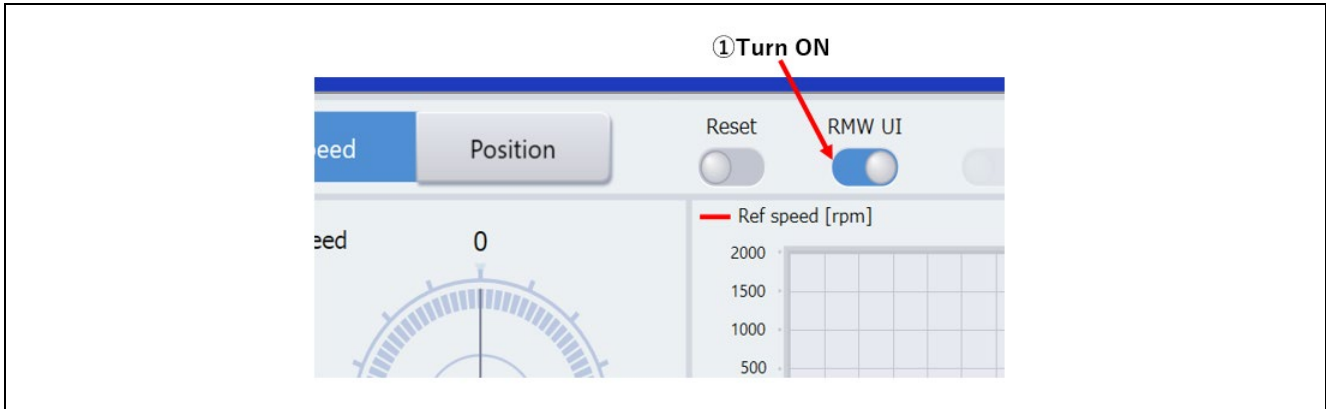 ①Turn ON
eed
Position
Reset
RMW UI
eed
0
Ref speed [rpm]
2000
1500
1000
500